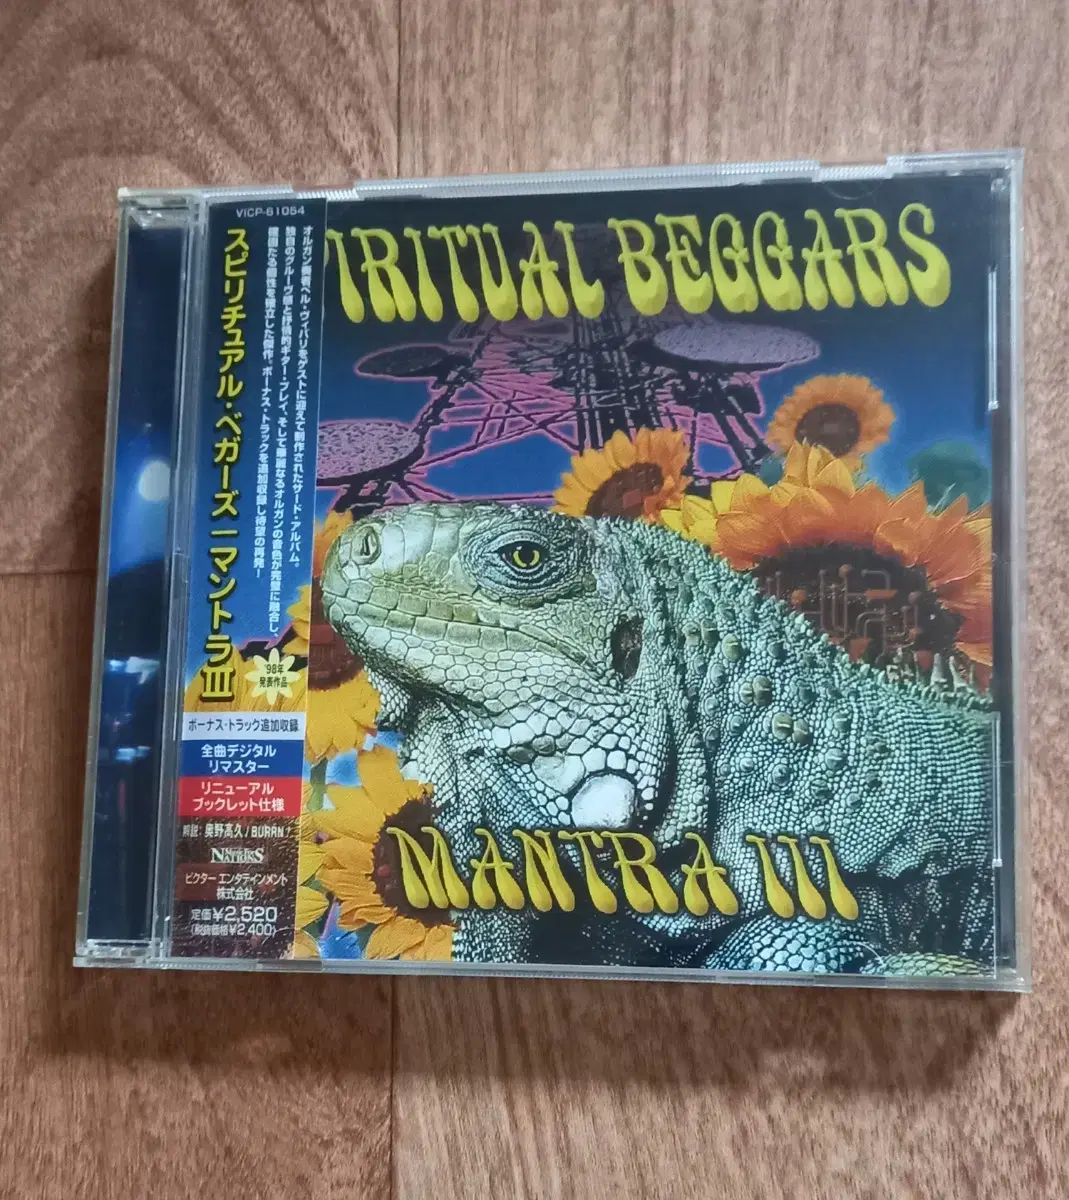 VICP-61054
スピリチュアル・ベガーズ|マントラIII
オルガン奏者ペル・ヴィバリをゲストに迎えて制作されたサード・アルバム。
独自のグルーヴ感と抒情的ギター・プレイ、そして華麗なるオルガンの音色が完璧に融合し、
確固たる個性を確立した傑作。ボーナス・トラックを追加収録し待望の再発!
'98年
発表作品
ボーナス・トラック追加収録
全曲デジタル
リマスター
リニューアル
ブックレット仕様
解説:奥野高久/BURRN!
NATIONS
ビクター エンタテインメント
株式会社
定価¥2,520
(税抜価格¥2,400)
PIRITUAL BEGGARS
MANTRA III